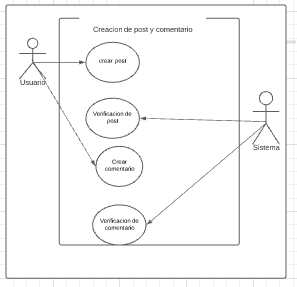 Creacion de post y comentario
crear post
Usuario
Verificacion de
post
Sistema
Crear
comentario
Verificacion de
comentario